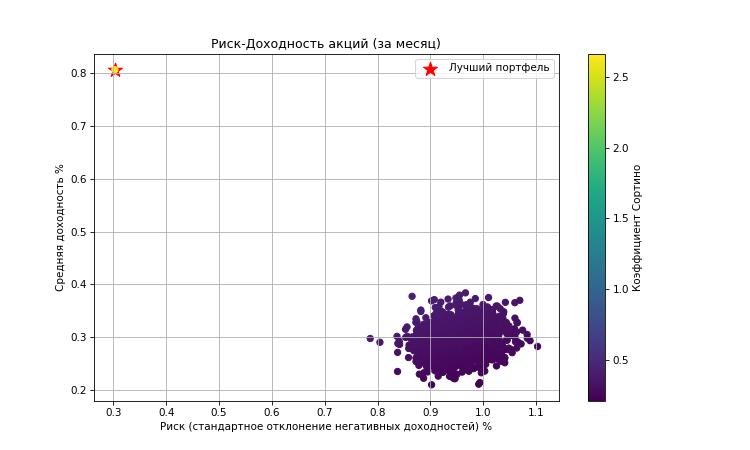 Риск-Доходность акций (за месяц)
Лучший портфель
Средняя доходность %
0.8
0.7
0.6
0.5
0.4
0.3
0.2
0.3 0.4 0.5 0.6 0.7 0.8 0.9 1.0 1.1
Риск (стандартное отклонение негативных доходностей) %
2.5
2.0
1.5
1.0
0.5
Коэффициент Сортино